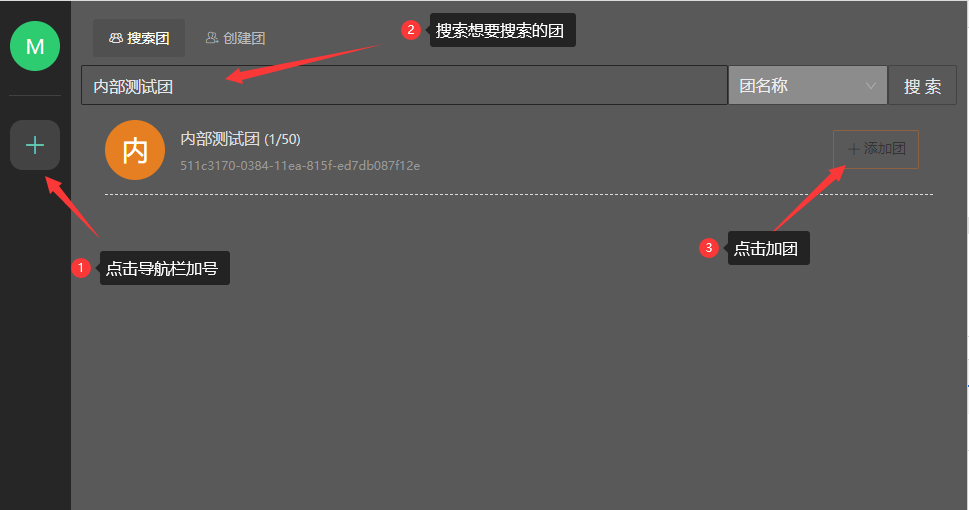 M
搜索团
创建团
2 搜索想要搜索的团
内部测试团
团名称
搜 索
内
内部测试团 (1/50)
511c3170-0384-11ea-815f-ed7db087f12e
添加团
1 点击导航栏加号
3 点击加团